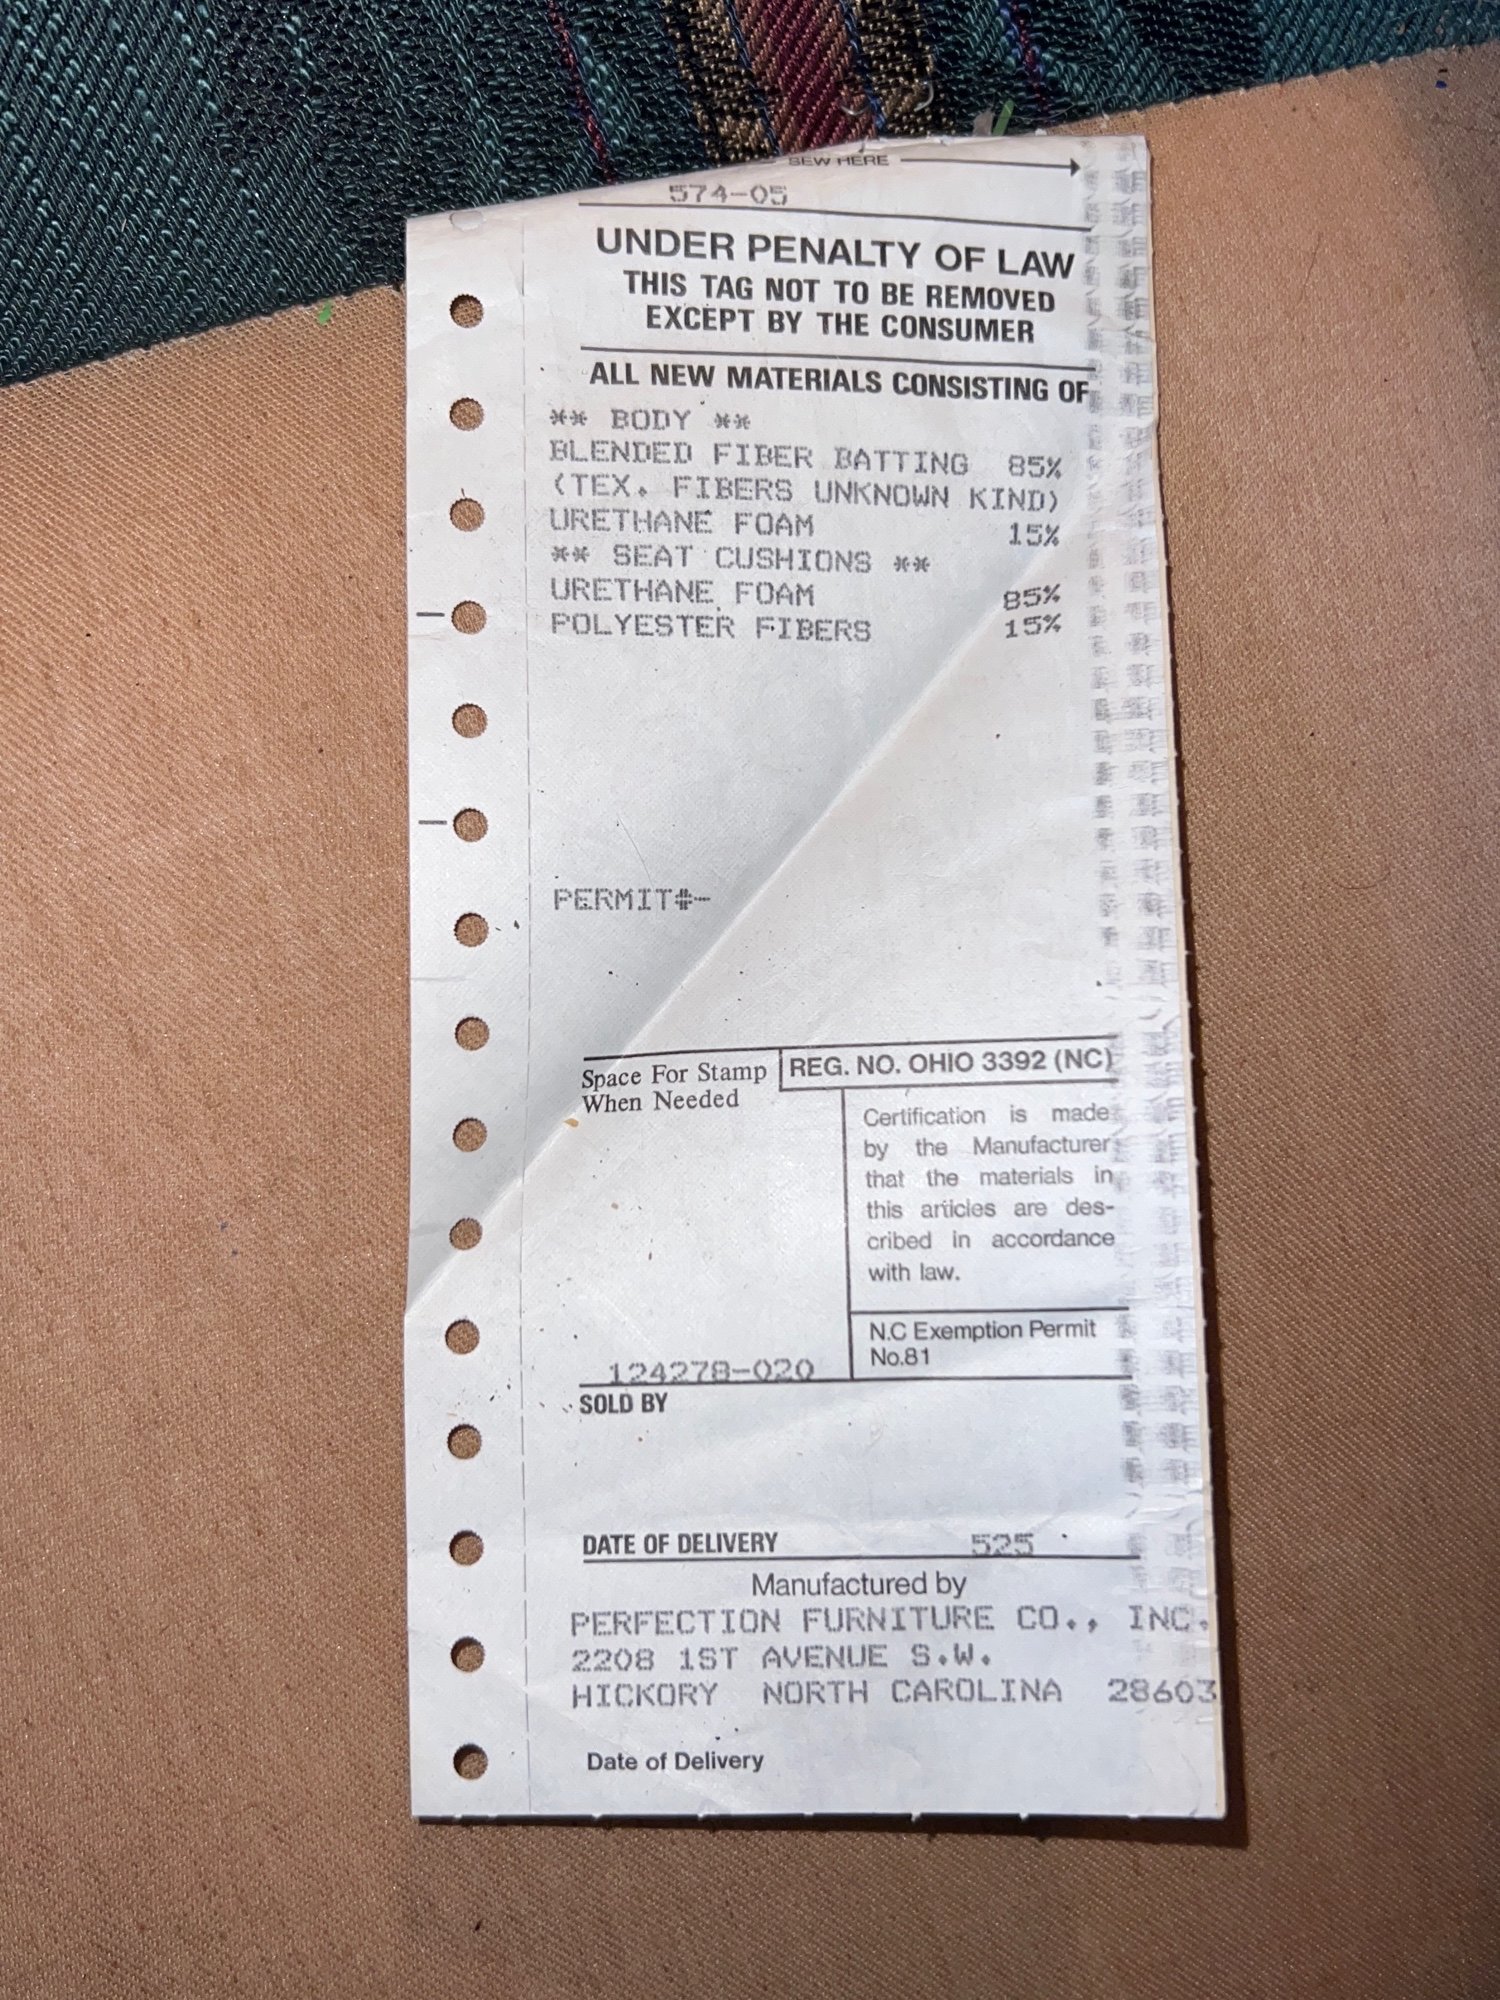 SEW HERE
574-05
UNDER PENALTY OF LAW
THIS TAG NOT TO BE REMOVED
EXCEPT BY THE CONSUMER
ALL NEW MATERIALS CONSISTING OF
** BODY **
BLENDED FIBER BATTING 85%
(TEX. FIBERS UNKNOWN KIND)
URETHANE FOAM 15%
** SEAT CUSHIONS **
URETHANE FOAM 85%
POLYESTER FIBERS 15%
PERMIT#-
Space For Stamp
When Needed
REG. NO. OHIO 3392 (NC)
Certification is made
by the Manufacturer
that the materials in
this articles are des-
cribed in accordance
with law.
N.C Exemption Permit
No.81
124278-020
SOLD BY
DATE OF DELIVERY 525
Manufactured by
PERFECTION FURNITURE CO., INC.
2208 1ST AVENUE S.W.
HICKORY NORTH CAROLINA 28603
Date of Delivery